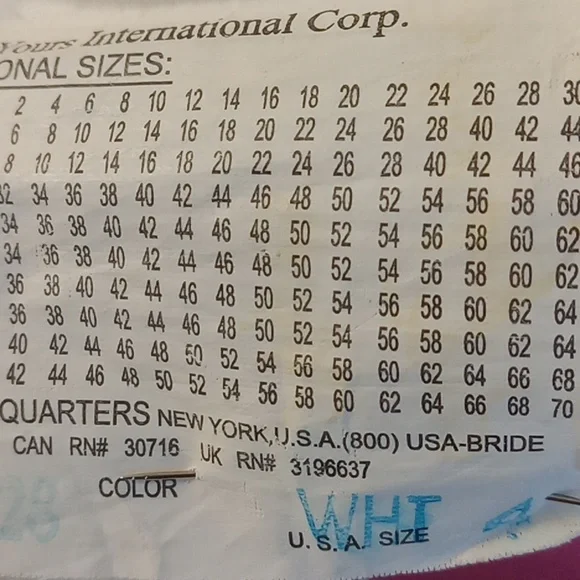 Yours International Corp.
ONAL SIZES:
2 4 6 8 10 12 14 16 18 20 22 24 26 28 30
6 8 10 12 14 16 18 20 22 24 26 28 40 42 44
8 10 12 14 16 18 20 22 24 26 28 40 42 44 46
32 34 36 38 40 42 44 46 48 50 52 54 56 58 60
34 36 38 40 42 44 46 48 50 52 54 56 58 60 62
34 36 38 40 42 44 46 48 50 52 54 56 58 60 62
36 38 40 42 44 46 48 50 52 54 56 58 60 62 64
36 38 40 42 44 46 48 50 52 54 56 58 60 62 64
40 42 44 46 48 50 52 54 56 58 60 62 64 66 68
42 44 46 48 50 52 54 56 58 60 62 64 66 68 70
QUARTERS NEW YORK, U.S.A. (800) USA-BRIDE
CAN RN# 30716 UK RN# 3196637
COLOR WHT 4
U.S.A. SIZE